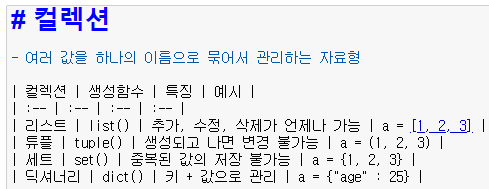 # 컬렉션
- 여러 값을 하나의 이름으로 묶어서 관리하는 자료형
| 컬렉션 | 생성함수 | 특징 | 예시 |
| :-- | :-- | :-- | :-- |
| 리스트 | list() | 추가, 수정, 삭제가 언제나 가능 | a = [1, 2, 3] |
| 튜플 | tuple() | 생성되고 나면 변경 불가능 | a = (1, 2, 3) |
| 세트 | set() | 중복된 값의 저장 불가능 | a = {1, 2, 3} |
| 딕셔너리 | dict() | 키 + 값으로 관리 | a = {"age" : 25} |